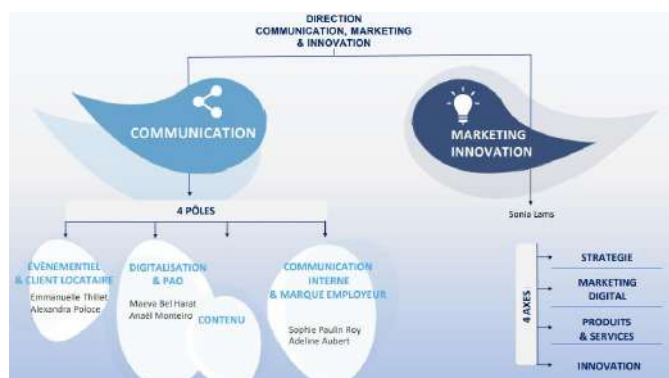 DIRECTION
COMMUNICATION, MARKETING
& INNOVATION
COMMUNICATION
MARKETING
INNOVATION
4 PÔLES
Sonia Lams
ÉVÈNEMENTIEL
& CLIENT LOCATAIRE
Emmanuelle Thillet
Alexandra Polace
DIGITALISATION
& PAO
Maeva Bel Harat
Anaël Monteiro
CONTENU
COMMUNICATION
INTERNE
& MARQUE EMPLOYEUR
Sophie Paulin Roy
Adeline Aubert
4 AXES
STRATEGIE
MARKETING
DIGITAL
PRODUITS
& SERVICES
INNOVATION